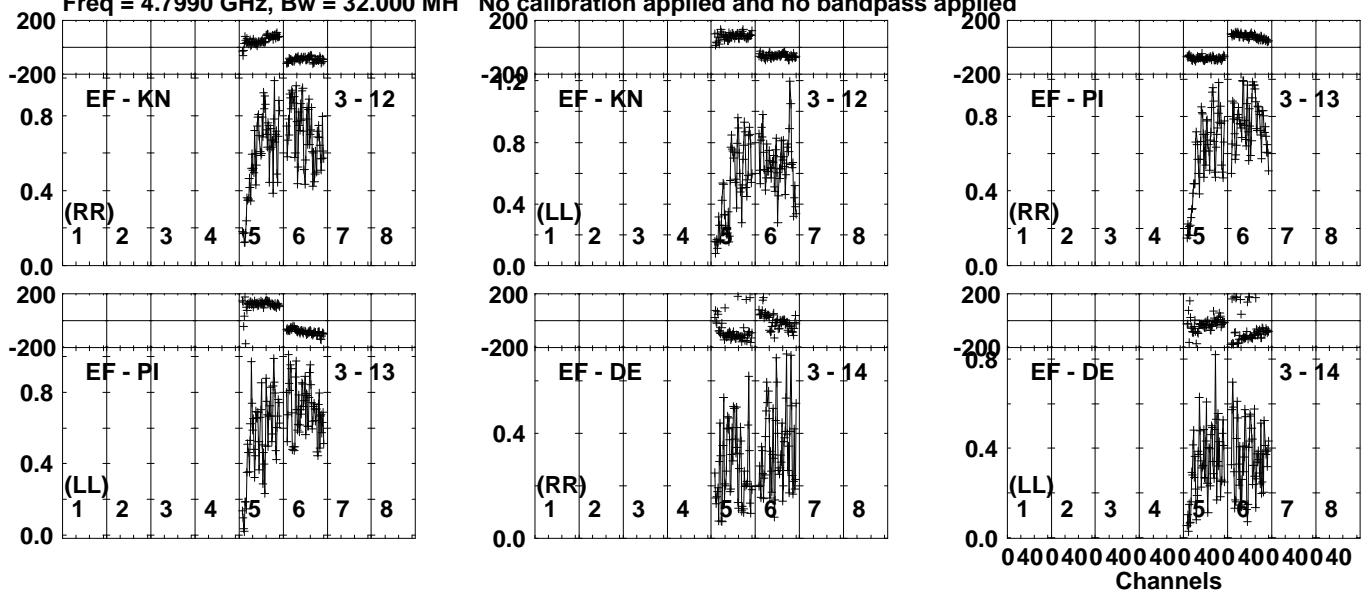 Freq = 4.7990 GHz, Bw = 32.000 MH No calibration applied and no bandpass applied
200
-200
EF - KN 3 - 12
0.8
0.4
(RR)
1 2 3 4 5 6 7 8
0.0
200
-200
1.2
EF - KN 3 - 12
0.8
0.4
(LL)
1 2 3 4 5 6 7 8
0.0
200
-200
EF - PI 3 - 13
0.8
0.4
(RR)
1 2 3 4 5 6 7 8
0.0
200
-200
EF - PI 3 - 13
0.8
0.4
(LL)
1 2 3 4 5 6 7 8
0.0
200
-200
EF - DE 3 - 14
0.4
(RR)
1 2 3 4 5 6 7 8
0.0
200
-200
0.8
EF - DE 3 - 14
0.4
(LL)
1 2 3 4 5 6 7 8
0.0
0 40 0 40 0 40 0 40 0 40 0 40 0 40 0 40
Channels